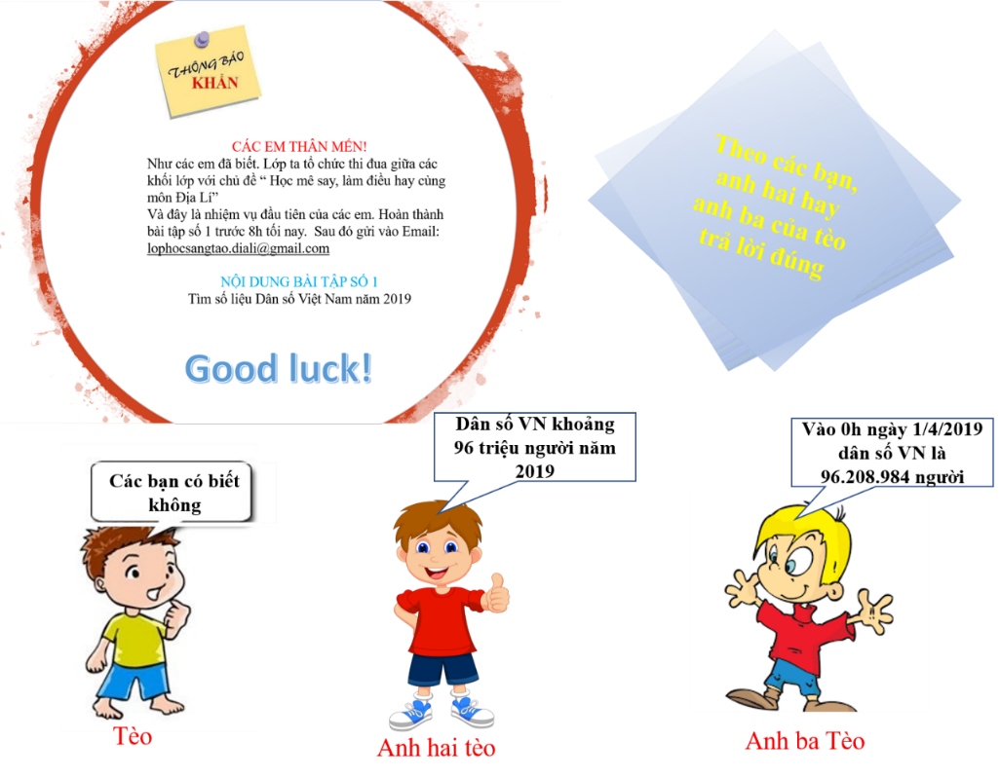 THÔNG BÁO
KHẨN
CÁC EM THÂN MẾN!
Như các em đã biết. Lớp ta tổ chức thi đua giữa các
khối lớp với chủ đề “ Học mê say, làm điều hay cùng
môn Địa Lí”
Và đây là nhiệm vụ đầu tiên của các em. Hoàn thành
bài tập số 1 trước 8h tối nay. Sau đó gửi vào Email:
lophocsangtao.diali@gmail.com
NỘI DUNG BÀI TẬP SỐ 1
Tìm số liệu Dân số Việt Nam năm 2019
Good luck!
Theo các bạn,
anh hai hay
anh ba của tèo
trả lời đúng
Các bạn có biết
không
Tèo
Dân số VN khoảng
96 triệu người năm
2019
Anh hai tèo
Vào 0h ngày 1/4/2019
dân số VN là
96.208.984 người
Anh ba Tèo